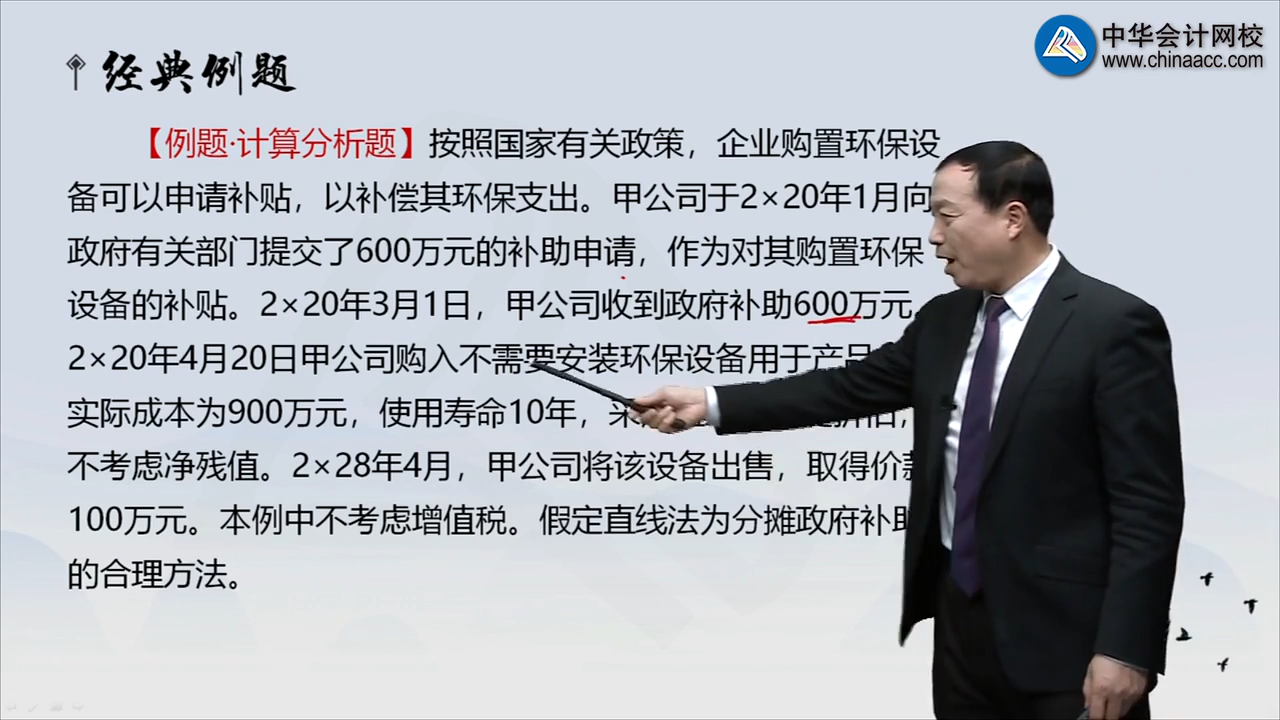 中华会计网校
www.chinaacc.com
经典例题
【例题·计算分析题】按照国家有关政策，企业购置环保设
备可以申请补贴，以补偿其环保支出。甲公司于2×20年1月向
政府有关部门提交了600万元的补助申请，作为对其购置环保
设备的补贴。2×20年3月1日，甲公司收到政府补助600万元。
2×20年4月20日甲公司购入不需要安装环保设备用于产品
实际成本为900万元，使用寿命10年，采
折旧，
不考虑净残值。2×28年4月，甲公司将该设备出售，取得价款
100万元。本例中不考虑增值税。假定直线法为分摊政府补助
的合理方法。